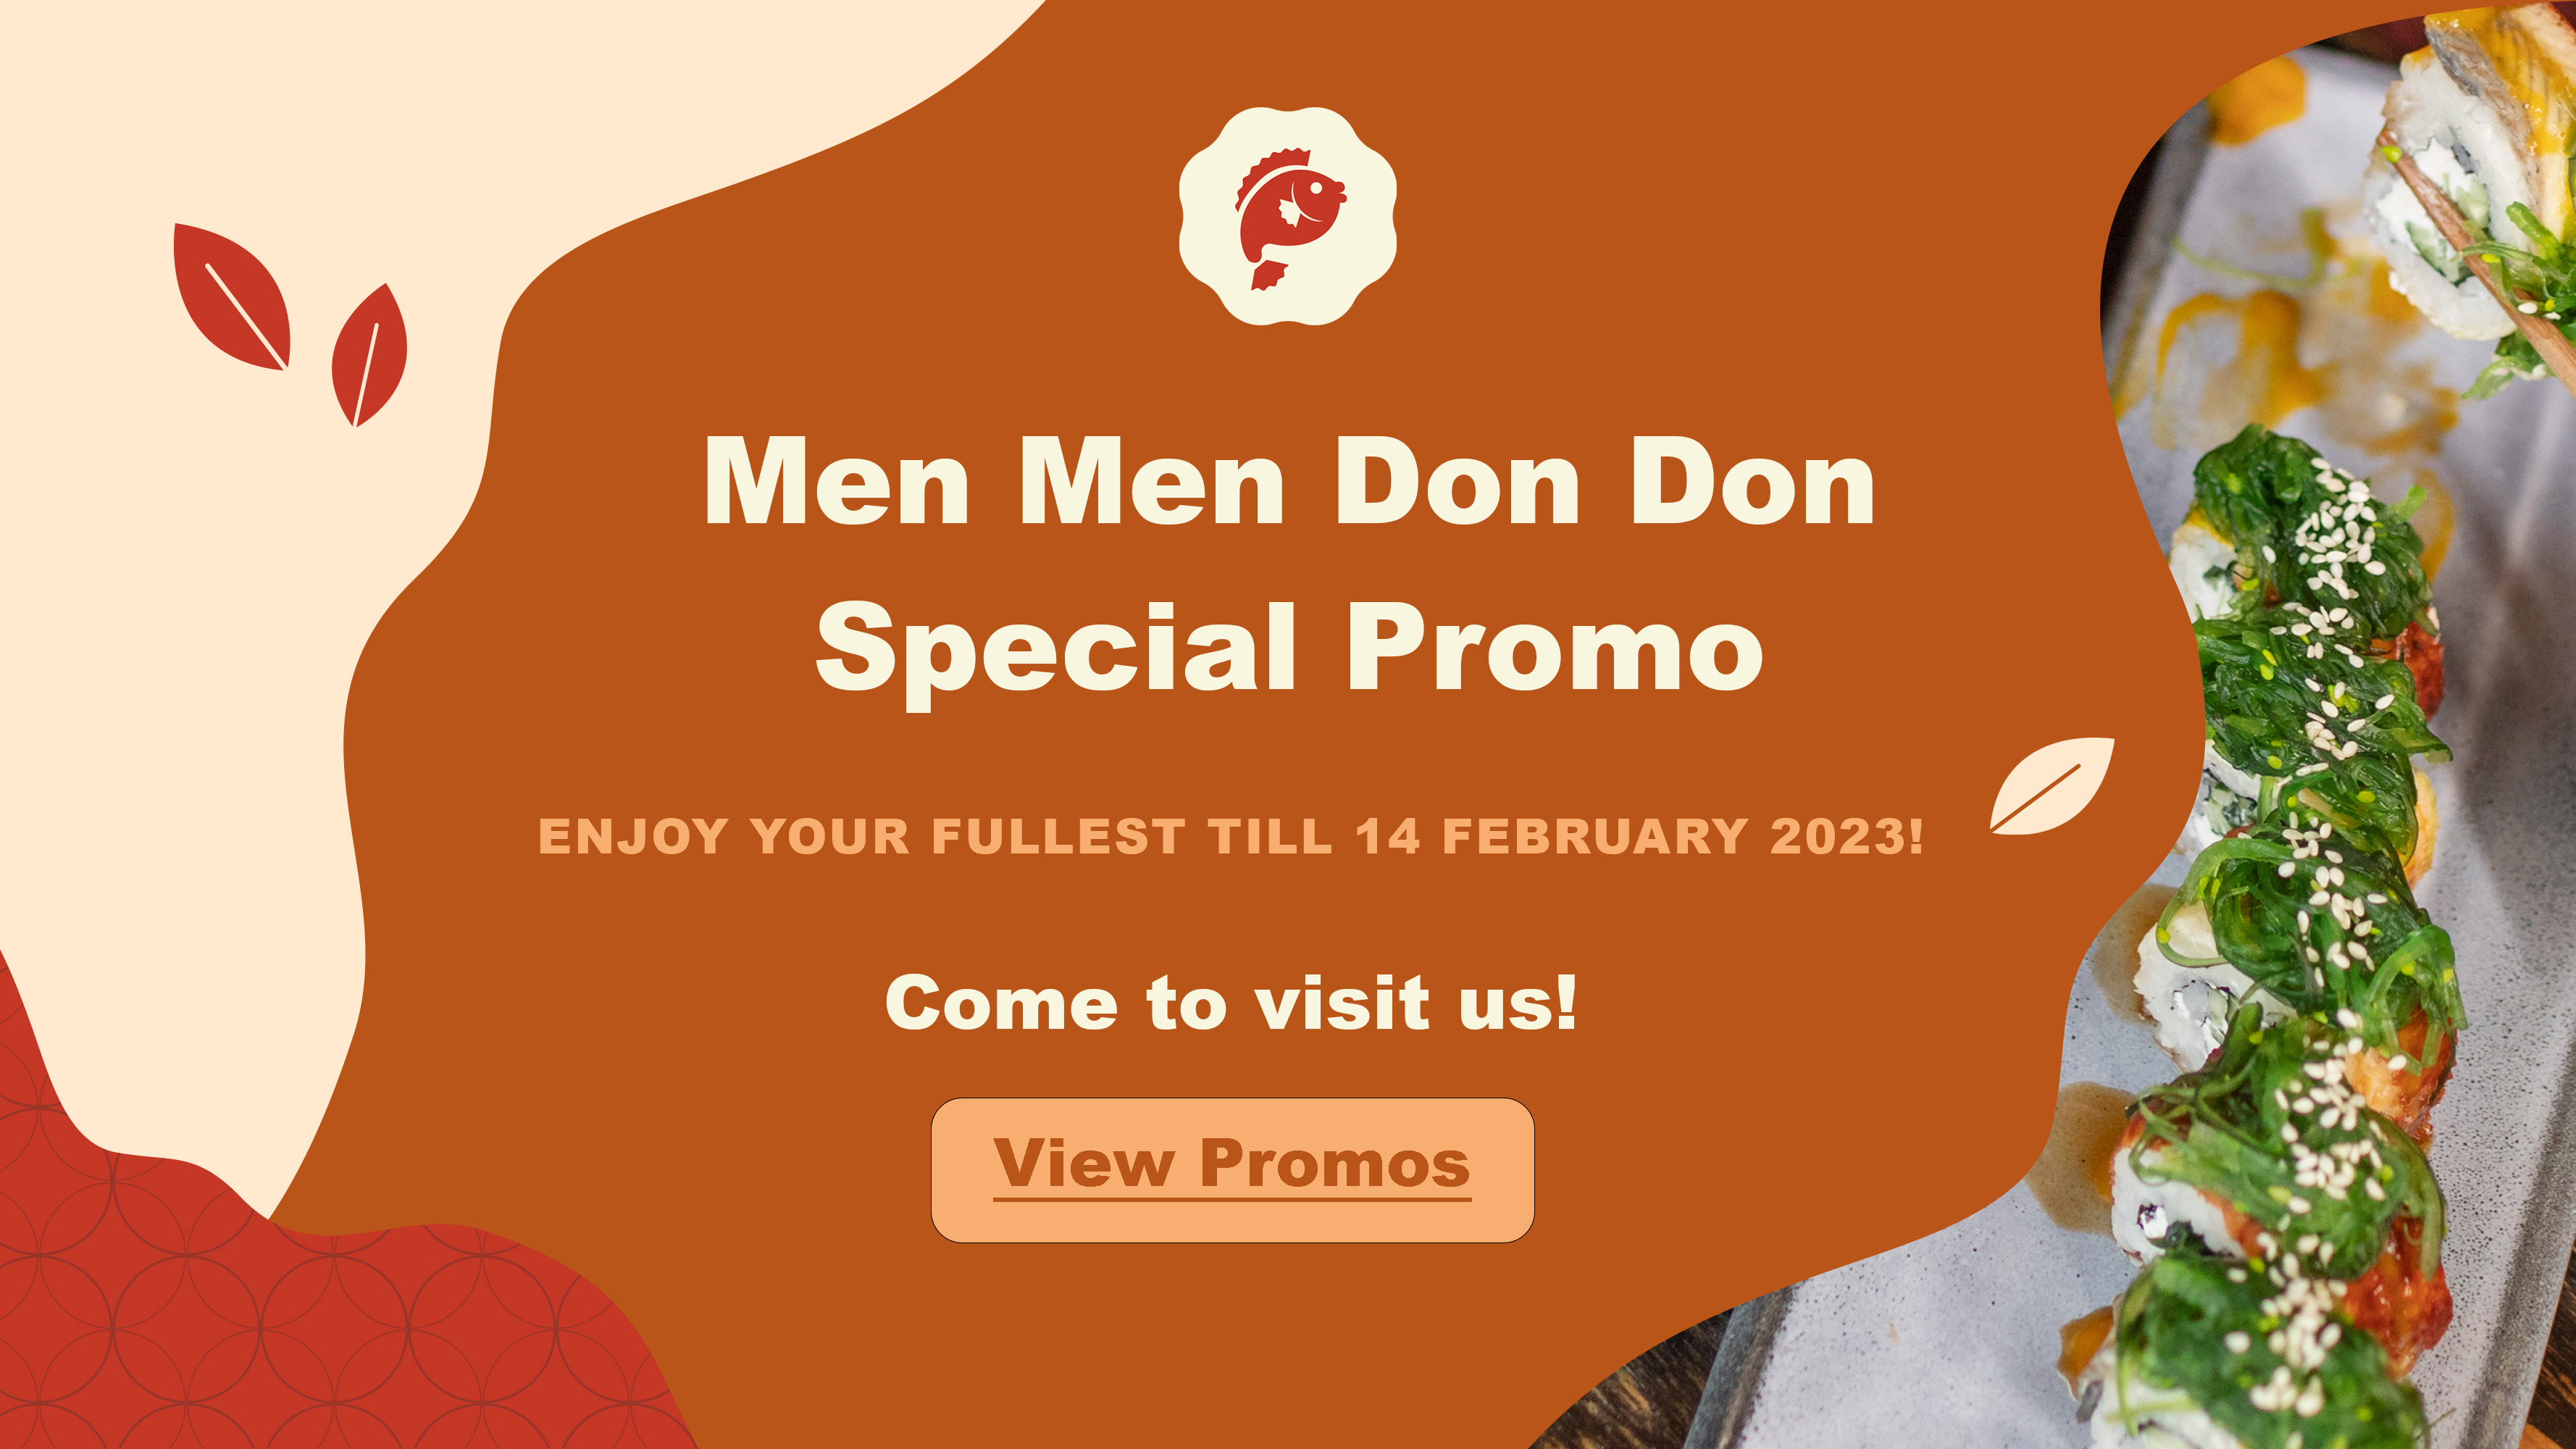 Men Men Don Don
Special Promo
ENJOY YOUR FULLEST TILL 14 FEBRUARY 2023!
Come to visit us!
View Promos